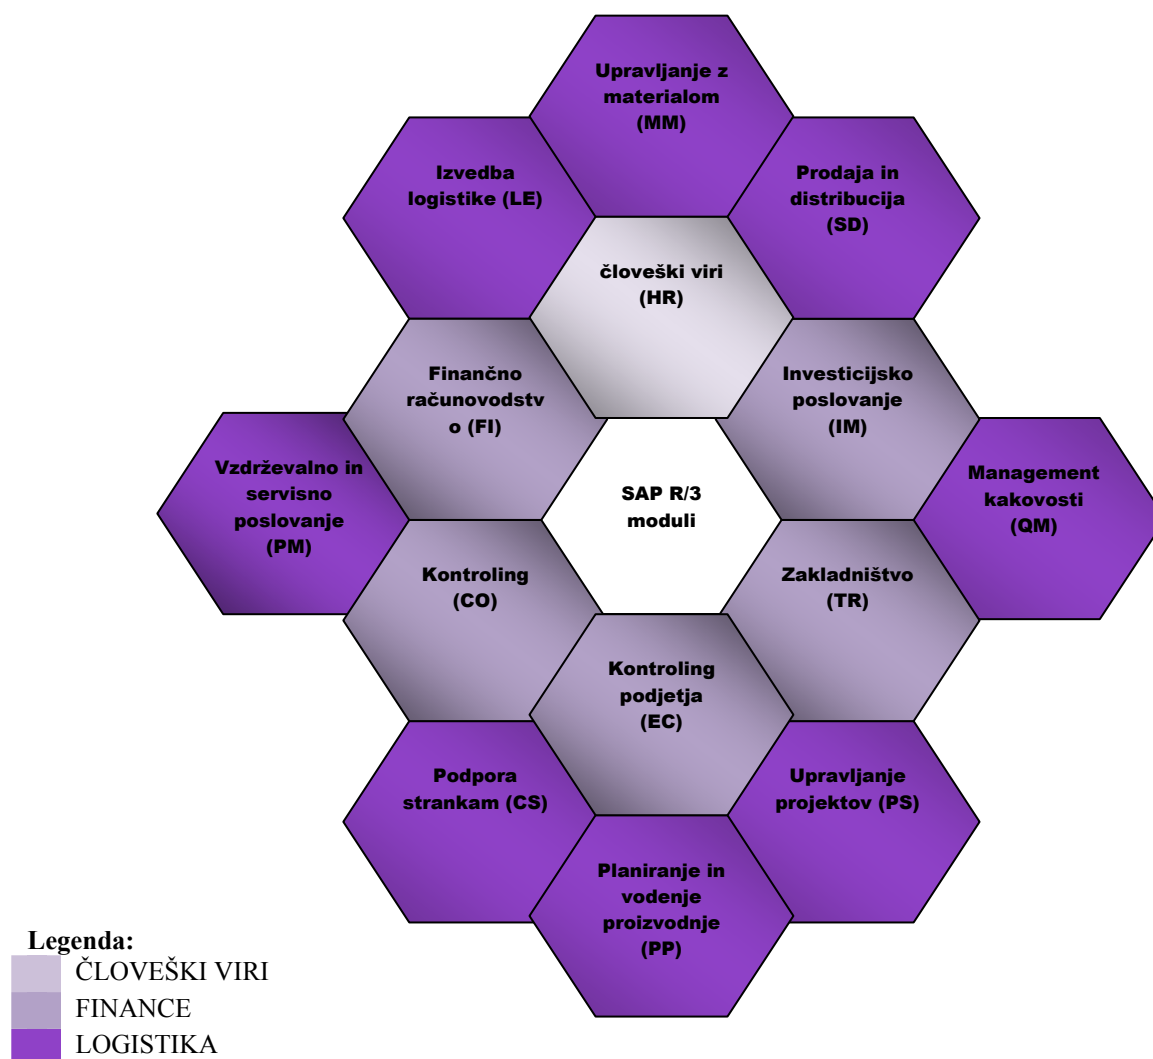 Upravljanje z
materialom
(MM)
Izvedba
logistike (LE)
Prodaja in
distribucija
(SD)
človeški viri
(HR)
Finančno
računovodstv
o (FI)
Investicijsko
poslovanje
(IM)
Vzdrževalno in
servisno
poslovanje
(PM)
SAP R/3
moduli
Management
kakovosti
(QM)
Kontroling
(CO)
Zakladništvo
(TR)
Kontroling
podjetja
(EC)
Podpora
strankam (CS)
Upravljanje
projektov (PS)
Planiranje in
vodenje
proizvodnje
(PP)
Legenda:
ČLOVEŠKI VIRI
FINANCE
LOGISTIKA